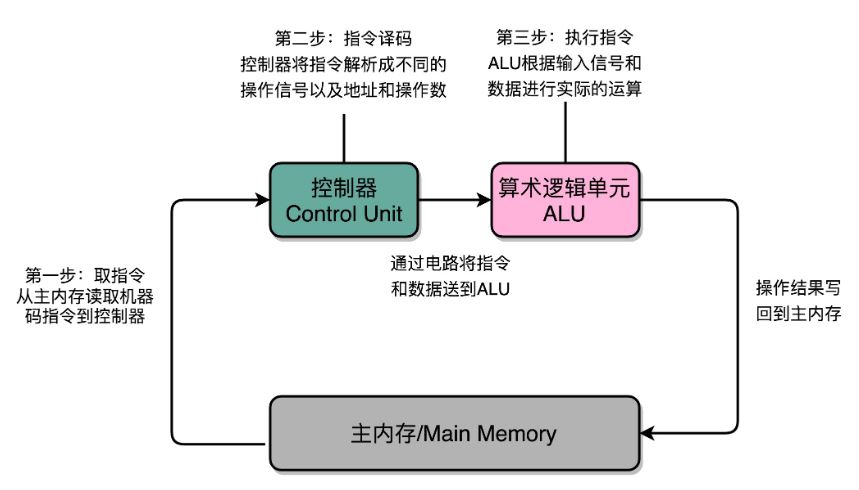 第二步：指令译码
控制器将指令解析成不同的
操作信号以及地址和操作数
第三步：执行指令
ALU根据输入信号和
数据进行实际的运算
控制器
Control Unit
算术逻辑单元
ALU
通过电路将指令
和数据送到ALU
第一步：取指令
从主内存读取机器
码指令到控制器
操作结果写
回到主内存
主内存/Main Memory